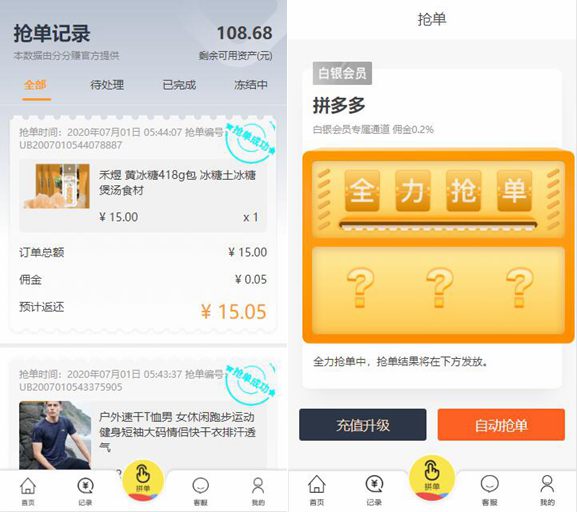 抢单记录
108.68
本数据由分分赚官方提供
剩余可用资产(元)
全部
待处理
已完成
冻结中
抢单时间：2020年07月01日 05:44:07 抢单编号：
UB2007010544078887
抢单成功
禾煜 黄冰糖418g包 冰糖土冰糖
煲汤食材
¥ 15.00
x 1
订单总额
¥ 15.00
佣金
¥ 0.05
预计返还
¥ 15.05
抢单时间：2020年07月01日 05:43:37 抢单编号：
UB2007010543375905
抢单成功
户外速干T恤男 女休闲跑步运动
健身短袖大码情侣快干衣排汗透
气
首页
记录
拼单
客服
我的
抢单
白银会员
拼多多
白银会员专属通道 佣金0.2%
全力抢单
? ? ?
全力抢单中，抢单结果将在下方发放。
充值升级
自动抢单
首页
记录
拼单
客服
我的